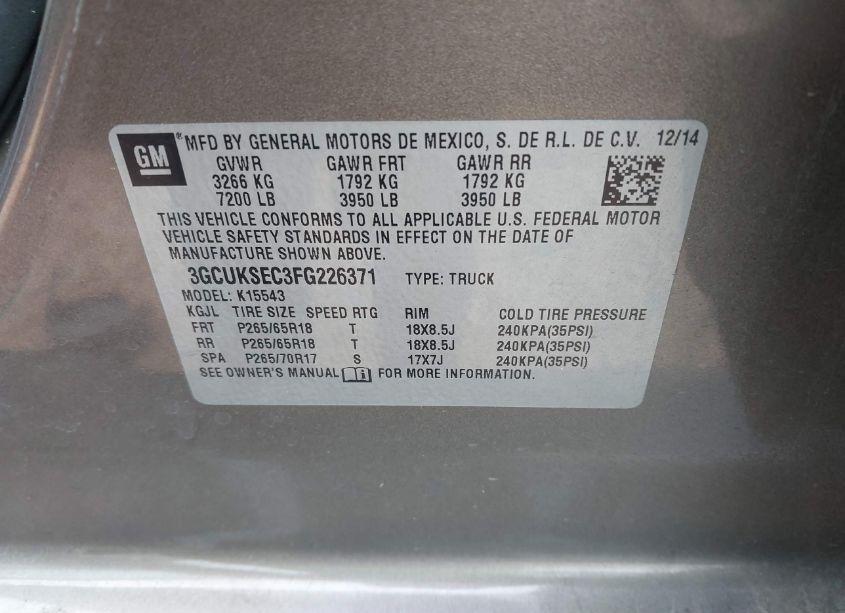 GM ® MFD BY GENERAL MOTORS DE MEXICO, S. DE R.L. DE C.V. 12/14
GVWR GAWR FRT GAWR RR
3266 KG 1792 KG 1792 KG
7200 LB 3950 LB 3950 LB
THIS VEHICLE CONFORMS TO ALL APPLICABLE U.S. FEDERAL MOTOR
VEHICLE SAFETY STANDARDS IN EFFECT ON THE DATE OF
MANUFACTURE SHOWN ABOVE.
3GCUKSEC3FG226371 TYPE: TRUCK
MODEL: K15543
KGJL TIRE SIZE SPEED RTG RIM COLD TIRE PRESSURE
FRT P265/65R18 T 18X8.5J 240KPA(35PSI)
RR P265/65R18 T 18X8.5J 240KPA(35PSI)
SPA P265/70R17 S 17X7J 240KPA(35PSI)
SEE OWNER'S MANUAL FOR MORE INFORMATION.